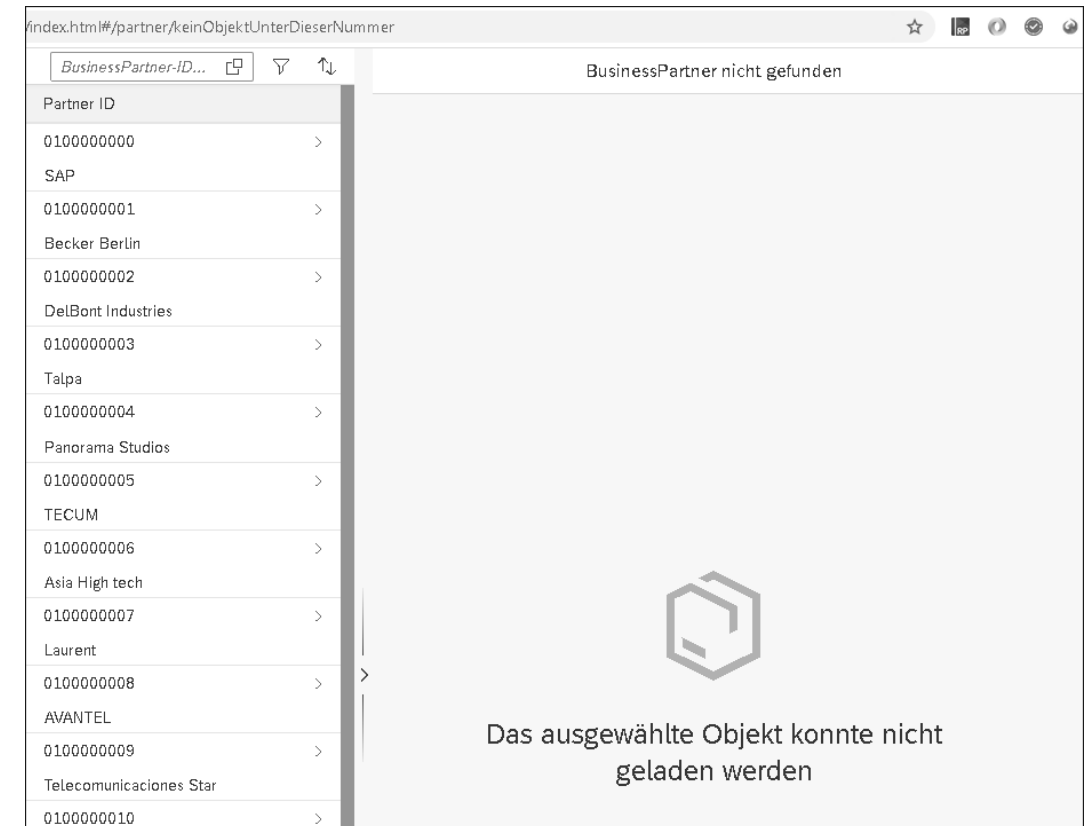 /index.html#/partner/keinObjektUnterDieserNummer
RP
BusinessPartner-ID...
BusinessPartner nicht gefunden
Partner ID
0100000000
SAP
0100000001
Becker Berlin
0100000002
DelBont Industries
0100000003
Talpa
0100000004
Panorama Studios
0100000005
TECUM
0100000006
Asia High tech
0100000007
Laurent
0100000008
AVANTEL
0100000009
Telecomunicaciones Star
0100000010
Das ausgewählte Objekt konnte nicht
geladen werden